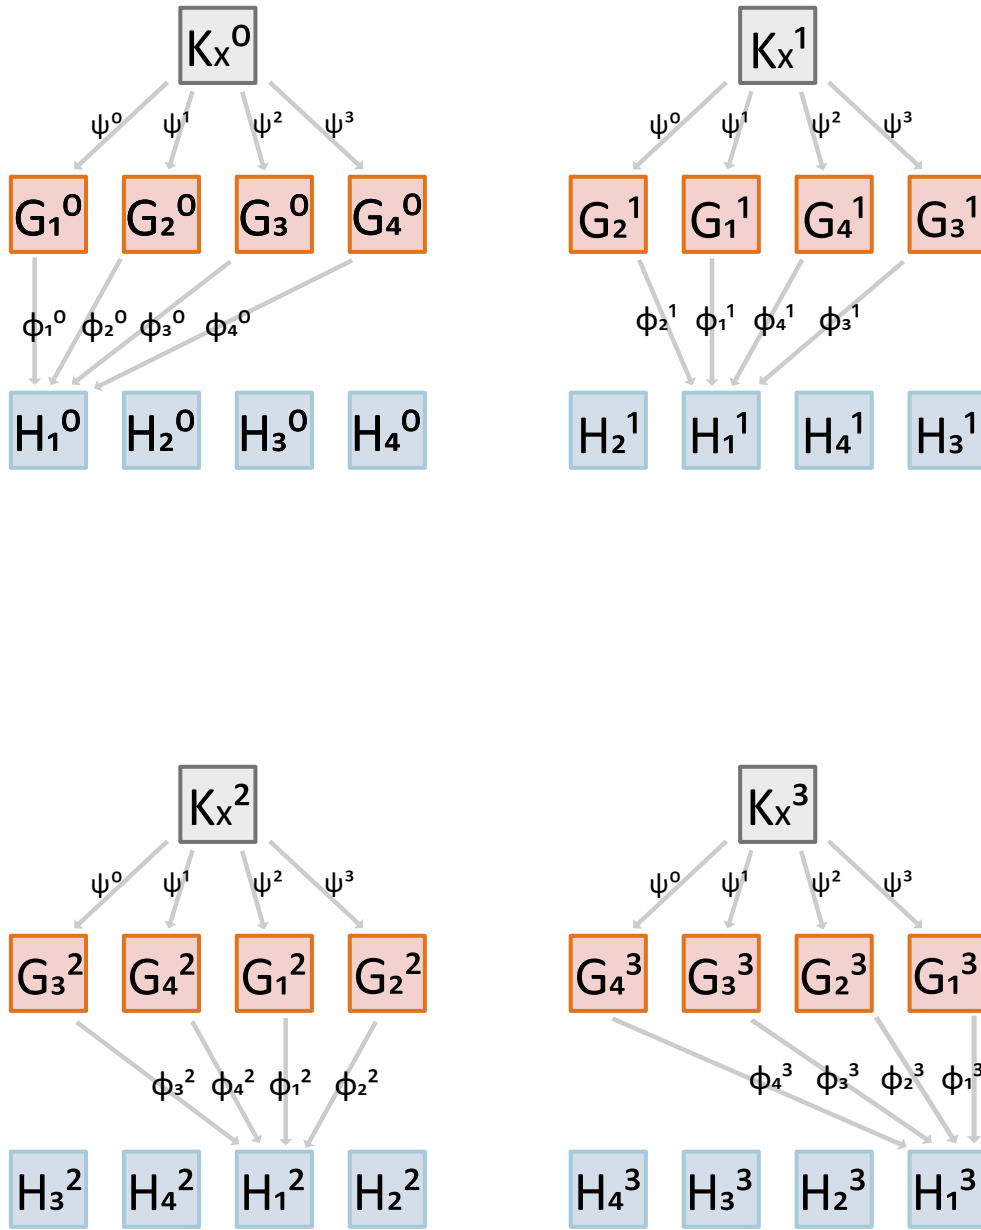 Kx⁰ Kx¹
ψ⁰ ψ¹ ψ² ψ³ ψ⁰ ψ¹ ψ² ψ³
G₁⁰ G₂⁰ G₃⁰ G₄⁰ G₂¹ G₁¹ G₄¹ G₃¹
ϕ₁⁰ ϕ₂⁰ ϕ₃⁰ ϕ₄⁰ ϕ₂¹ ϕ₁¹ ϕ₄¹ ϕ₃¹
H₁⁰ H₂⁰ H₃⁰ H₄⁰ H₂¹ H₁¹ H₄¹ H₃¹
Kx² Kx³
ψ⁰ ψ¹ ψ² ψ³ ψ⁰ ψ¹ ψ² ψ³
G₃² G₄² G₁² G₂² G₄³ G₃³ G₂³ G₁³
ϕ₃² ϕ₄² ϕ₁² ϕ₂² ϕ₄³ ϕ₃³ ϕ₂³ ϕ₁³
H₃² H₄² H₁² H₂² H₄³ H₃³ H₂³ H₁³